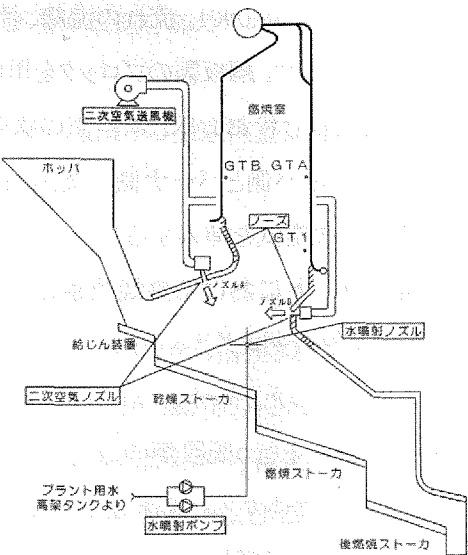 二次空気送風機
燃焼室
ホッパ
GTB GTA
ノーズ
GT1
ノズルA
ノズルB
水噴射ノズル
給じん装置
二次空気ノズル
乾燥ストーカ
燃焼ストーカ
プラント用水
高架タンクより
水噴射ポンプ
後燃焼ストーカ